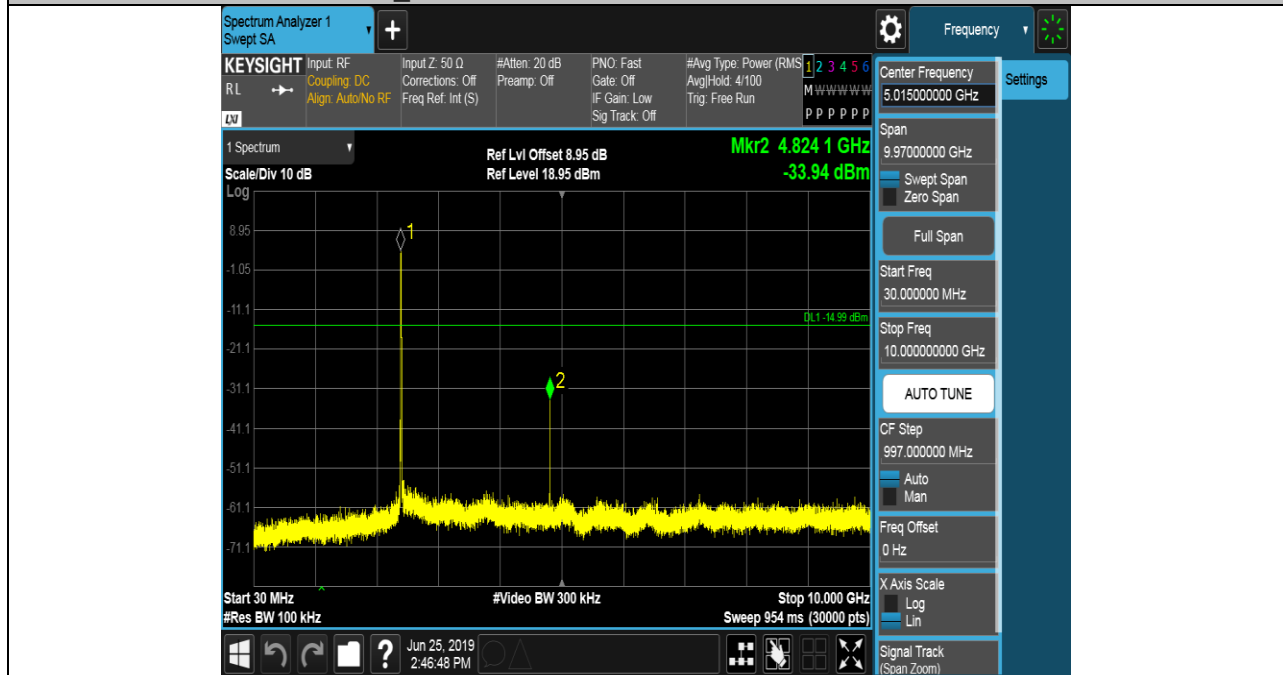 Spectrum Analyzer 1
Swept SA
+
Frequency
KEYSIGHT
RL
LXI
Input: RF
Coupling: DC
Align: Auto/No RF
Input Z: 50 Ω
Corrections: Off
Freq Ref: Int (S)
#Atten: 20 dB
Preamp: Off
PNO: Fast
Gate: Off
IF Gain: Low
Sig Track: Off
#Avg Type: Power (RMS
Avg|Hold: 4/100
Trig: Free Run
1 2 3 4 5 6
M W W W W W
P P P P P P
1 Spectrum
Scale/Div 10 dB
Log
Ref Lvl Offset 8.95 dB
Ref Level 18.95 dBm
Mkr2 4.824 1 GHz
-33.94 dBm
8.95
-1.05
-11.1
-21.1
-31.1
-41.1
-51.1
-61.1
-71.1
1
2
DL1 -14.99 dBm
Start 30 MHz
#Res BW 100 kHz
#Video BW 300 kHz
Stop 10.000 GHz
Sweep 954 ms (30000 pts)
?
Jun 25, 2019
2:46:48 PM
Center Frequency
5.015000000 GHz
Span
9.97000000 GHz
Swept Span
Zero Span
Full Span
Start Freq
30.000000 MHz
Stop Freq
10.000000000 GHz
AUTO TUNE
CF Step
997.000000 MHz
Auto
Man
Freq Offset
0 Hz
X Axis Scale
Log
Lin
Signal Track
(Span Zoom)
Settings